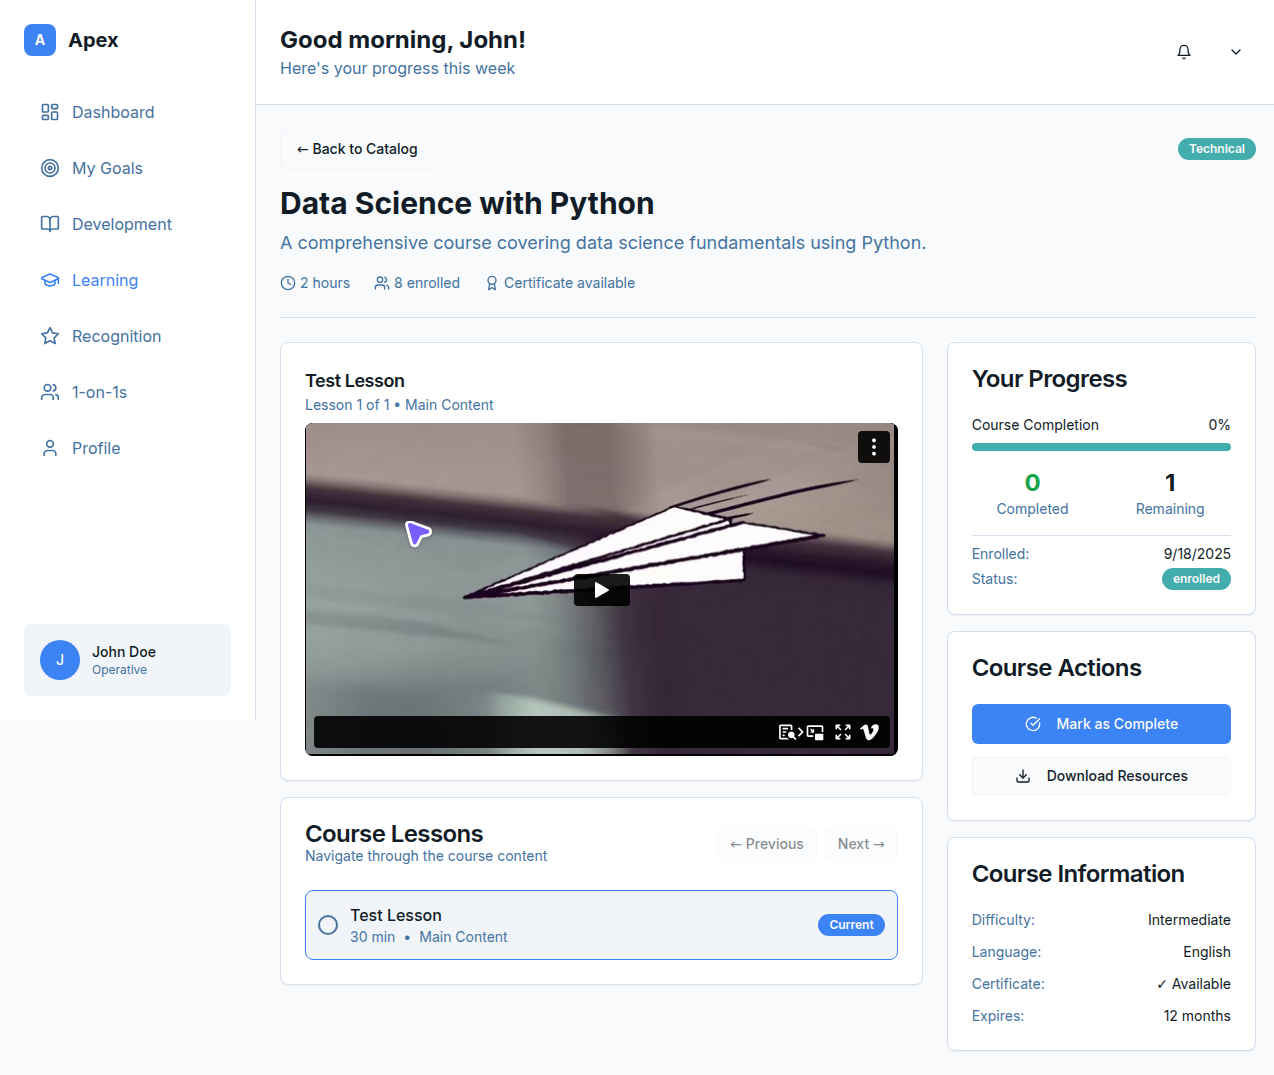 A
Apex
Dashboard
My Goals
Development
Learning
Recognition
1-on-1s
Profile
J
John Doe
Operative
Good morning, John!
Here's your progress this week
← Back to Catalog
Technical
Data Science with Python
A comprehensive course covering data science fundamentals using Python.
2 hours
8 enrolled
Certificate available
Test Lesson
Lesson 1 of 1 • Main Content
Course Lessons
Navigate through the course content
← Previous
Next →
Test Lesson
30 min • Main Content
Current
Your Progress
Course Completion 0%
0 1
Completed Remaining
Enrolled: 9/18/2025
Status: enrolled
Course Actions
Mark as Complete
Download Resources
Course Information
Difficulty: Intermediate
Language: English
Certificate: ✓ Available
Expires: 12 months